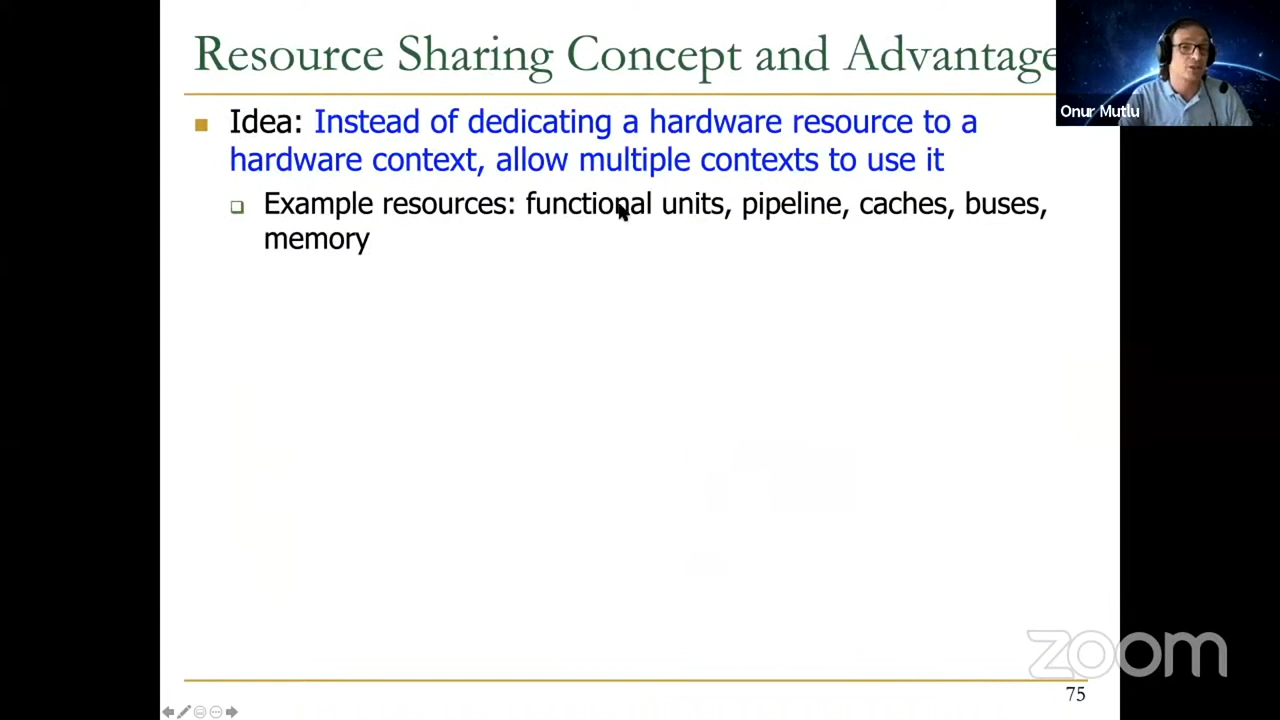 Resource Sharing Concept and Advantage
Onur Mutlu
Idea: Instead of dedicating a hardware resource to a
hardware context, allow multiple contexts to use it
Example resources: functional units, pipeline, caches, buses,
memory
zoom
75